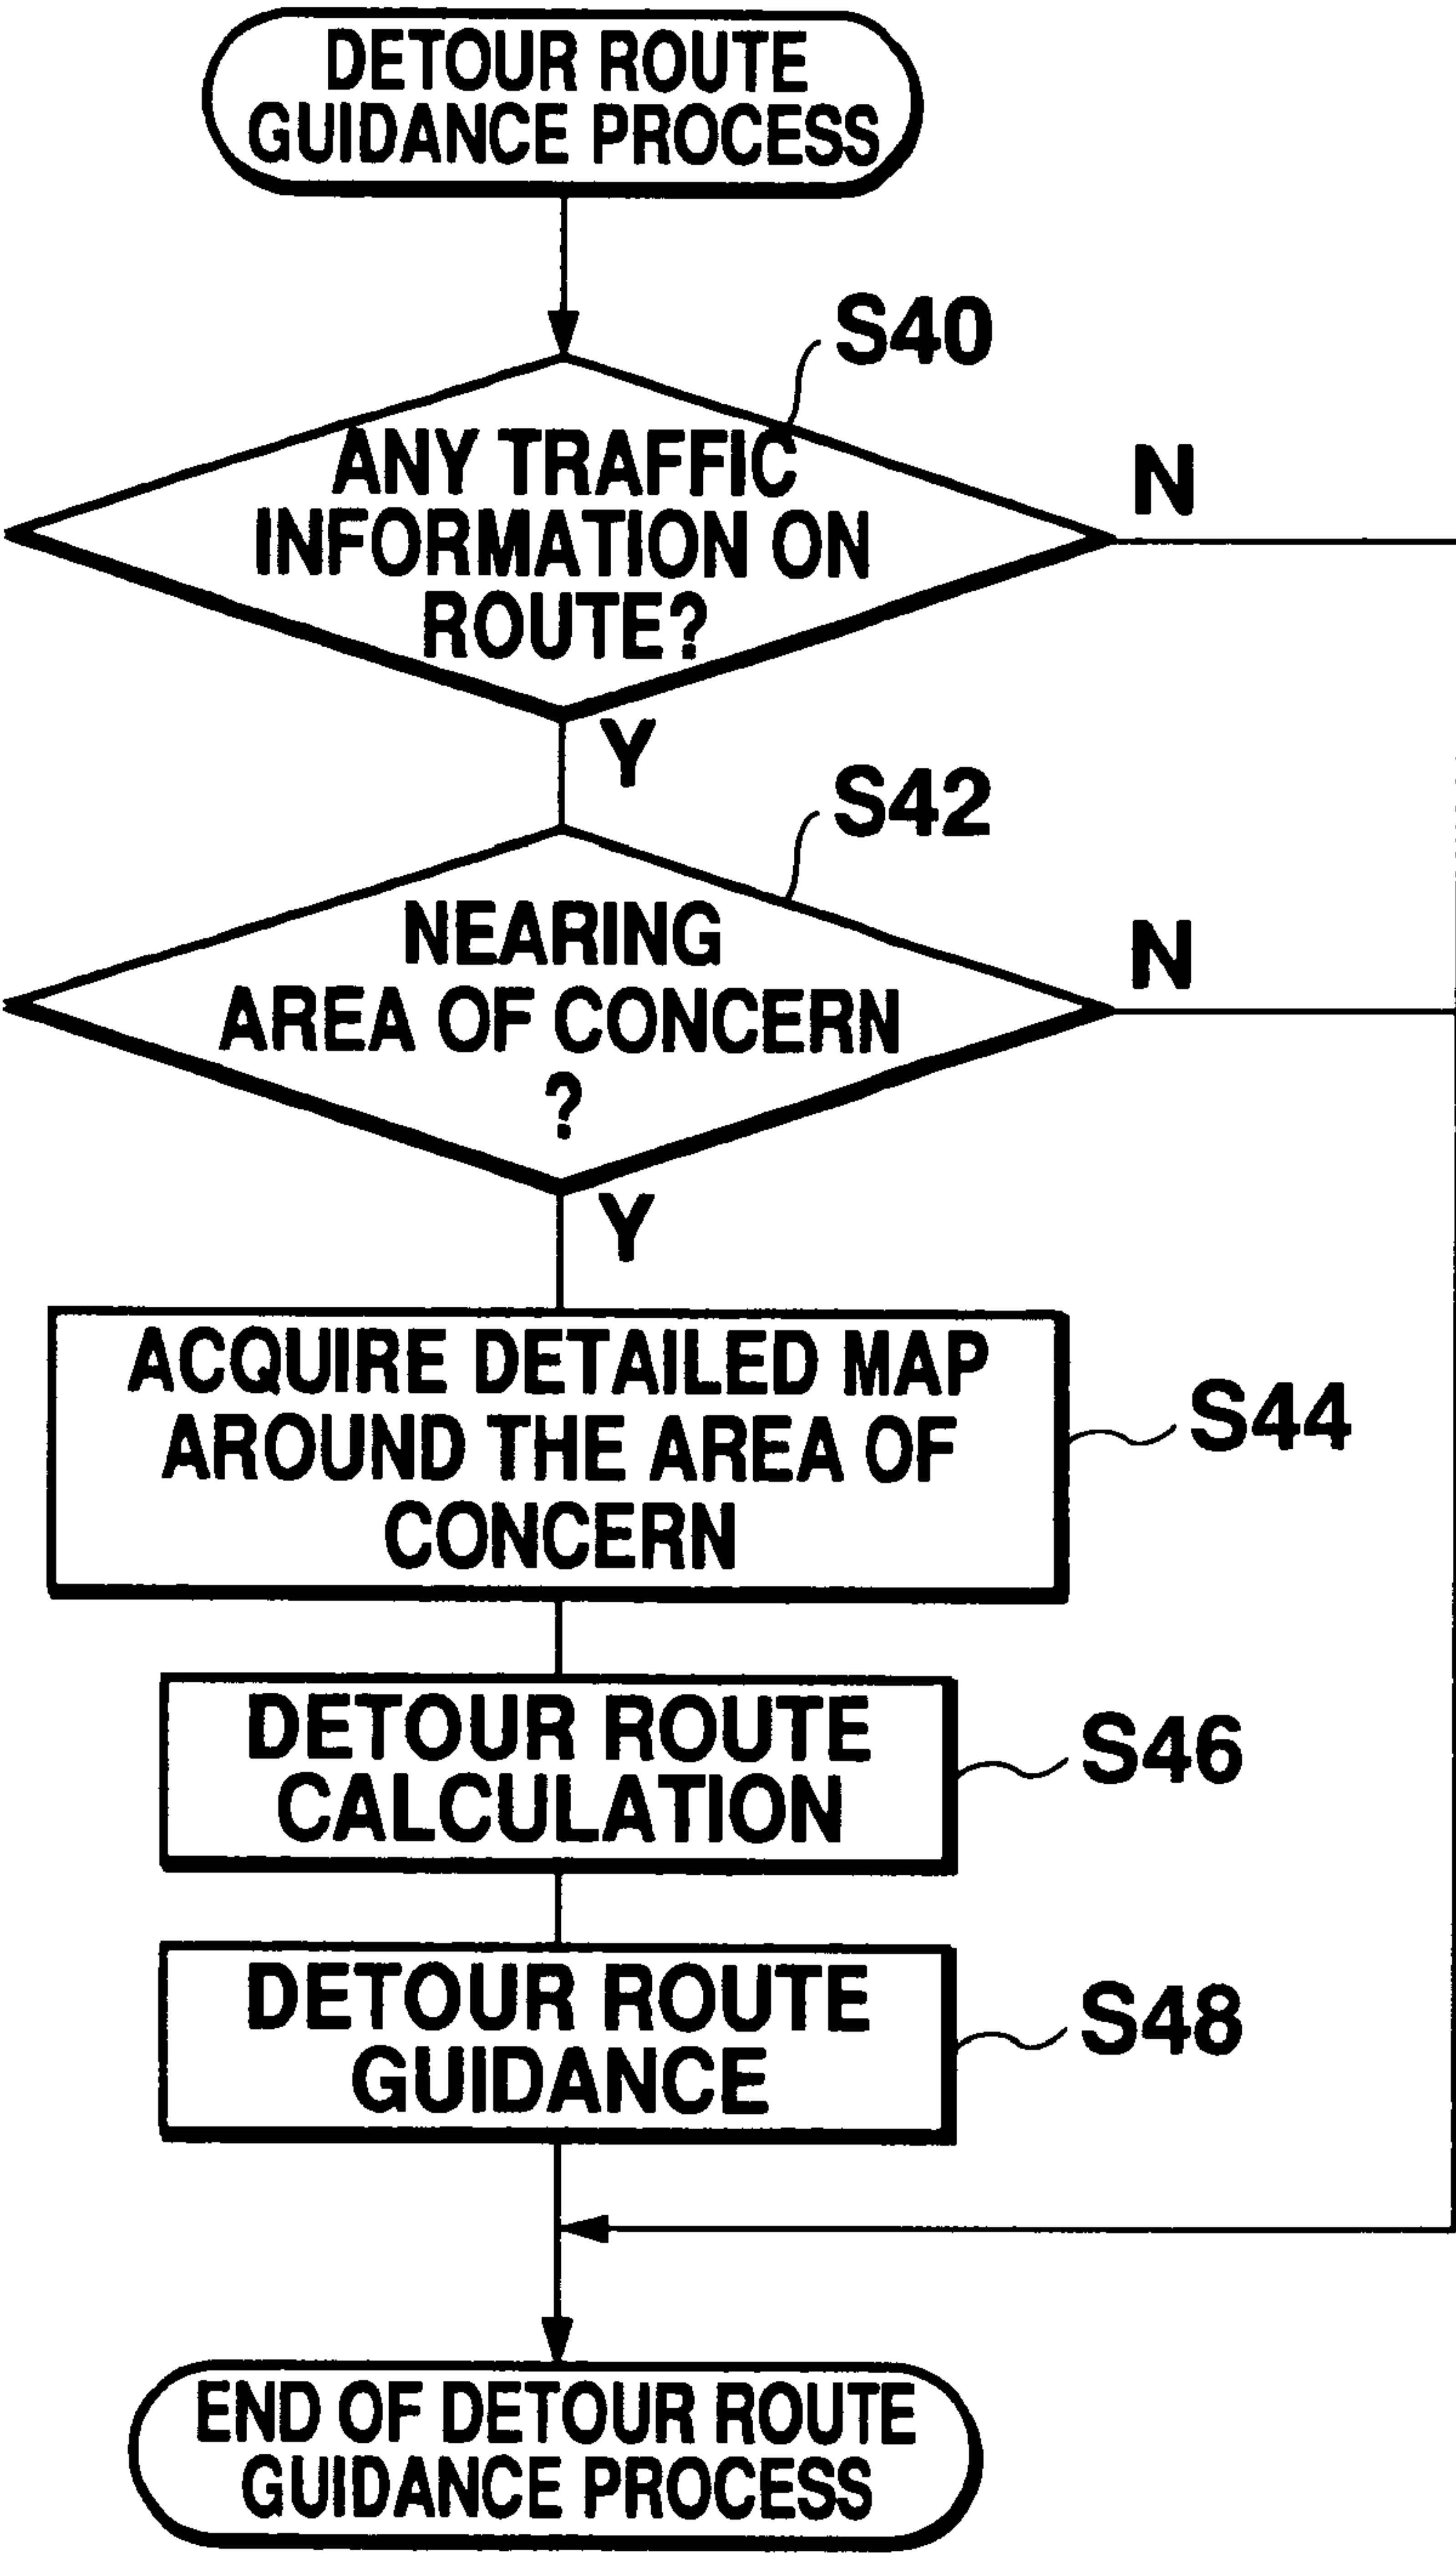 DETOUR ROUTE
GUIDANCE PROCESS
S40
ANY TRAFFIC
INFORMATION ON
ROUTE?
N
Y
S42
NEARING
AREA OF CONCERN
?
N
Y
ACQUIRE DETAILED MAP
AROUND THE AREA OF
CONCERN
S44
DETOUR ROUTE
CALCULATION
S46
DETOUR ROUTE
GUIDANCE
S48
END OF DETOUR ROUTE
GUIDANCE PROCESS